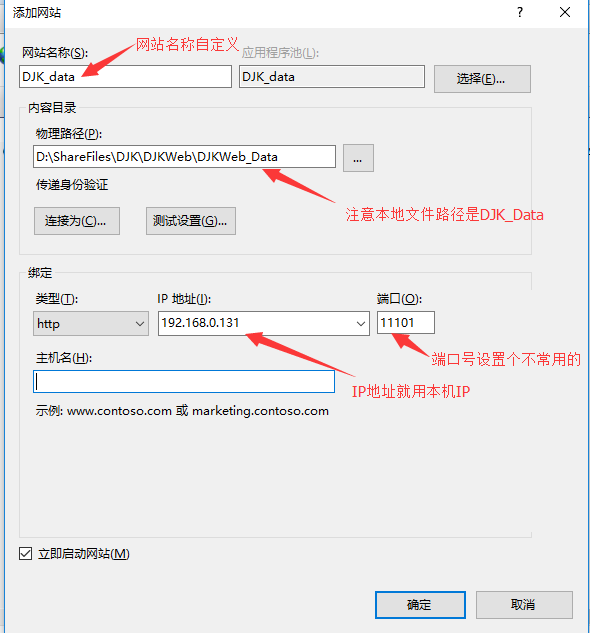 添加网站
网站名称(S):
网站名称自定义
应用程序池(L):
DJK_data
DJK_data
选择(E)...
内容目录
物理路径(P):
D:\ShareFiles\DJK\DJKWeb\DJKWeb_Data
...
传递身份验证
注意本地文件路径是DJK_Data
连接为(C)...
测试设置(G)...
绑定
类型(T):
IP 地址(I):
端口(O):
http
192.168.0.131
11101
主机名(H):
端口号设置个不常用的
IP地址就用本机IP
示例: www.contoso.com 或 marketing.contoso.com
立即启动网站(M)
确定
取消